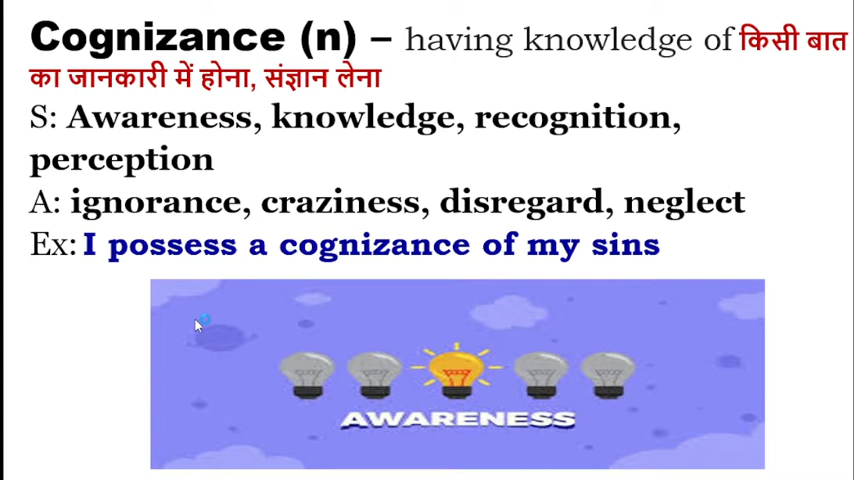 Cognizance (n) – having knowledge of किसी बात
का जानकारी में होना, संज्ञान लेना
S: Awareness, knowledge, recognition,
perception
A: ignorance, craziness, disregard, neglect
Ex: I possess a cognizance of my sins
AWARENESS